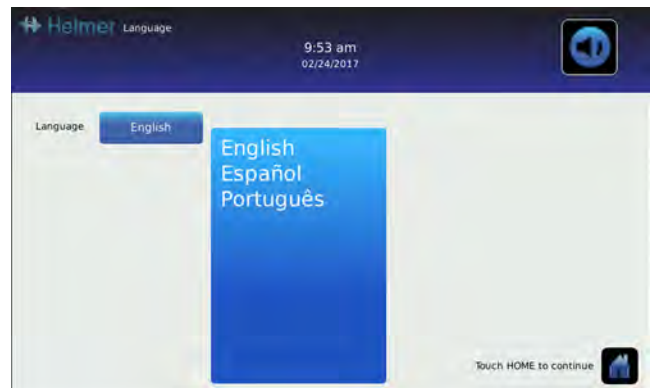 Helmer Language
9:53 am
02/24/2017
Language English
English
Español
Português
Touch HOME to continue